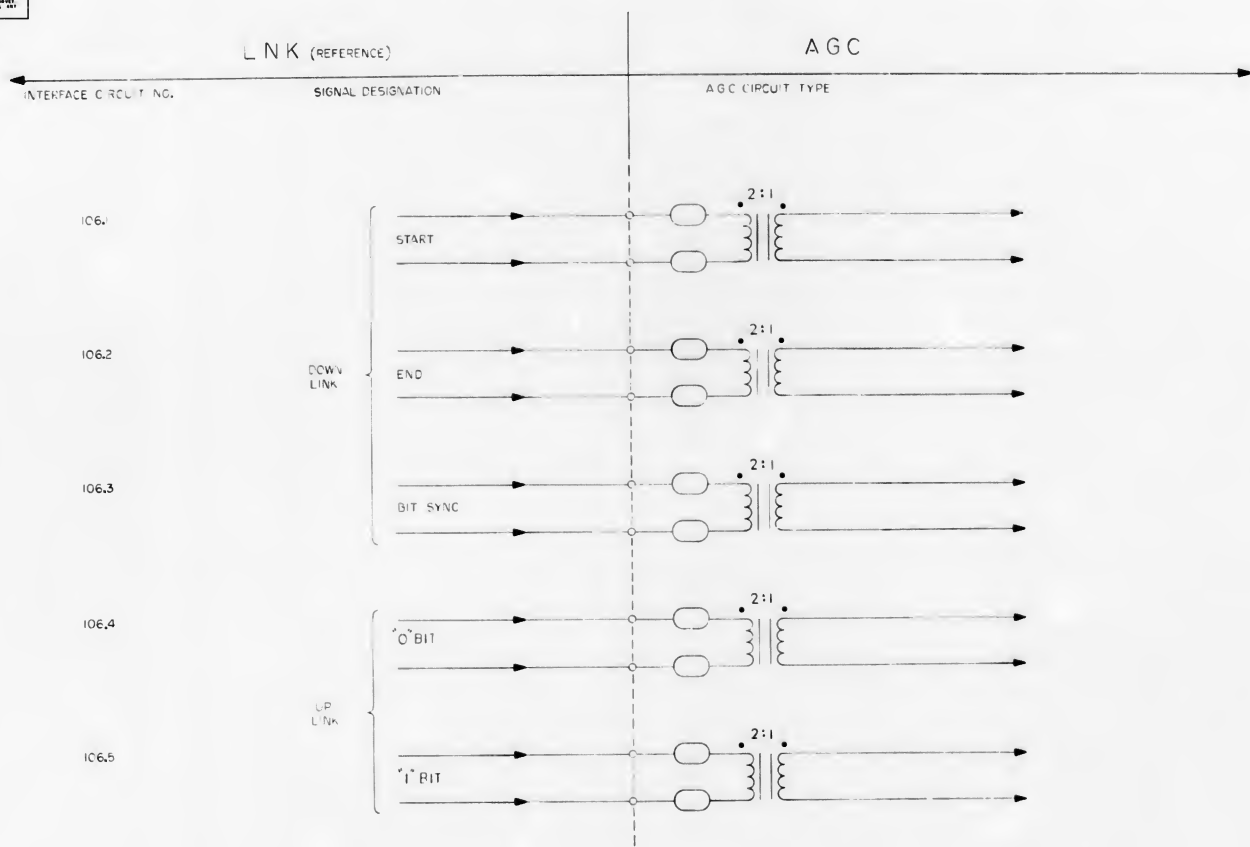 LNK (REFERENCE)
AGC
INTERFACE CIRCUIT NO.
SIGNAL DESIGNATION
AGC CIRCUIT TYPE
106.1
START
2:1
106.2
END
2:1
DOWN
LINK
106.3
BIT SYNC
2:1
106.4
"0" BIT
2:1
UP
LINK
106.5
"1" BIT
2:1